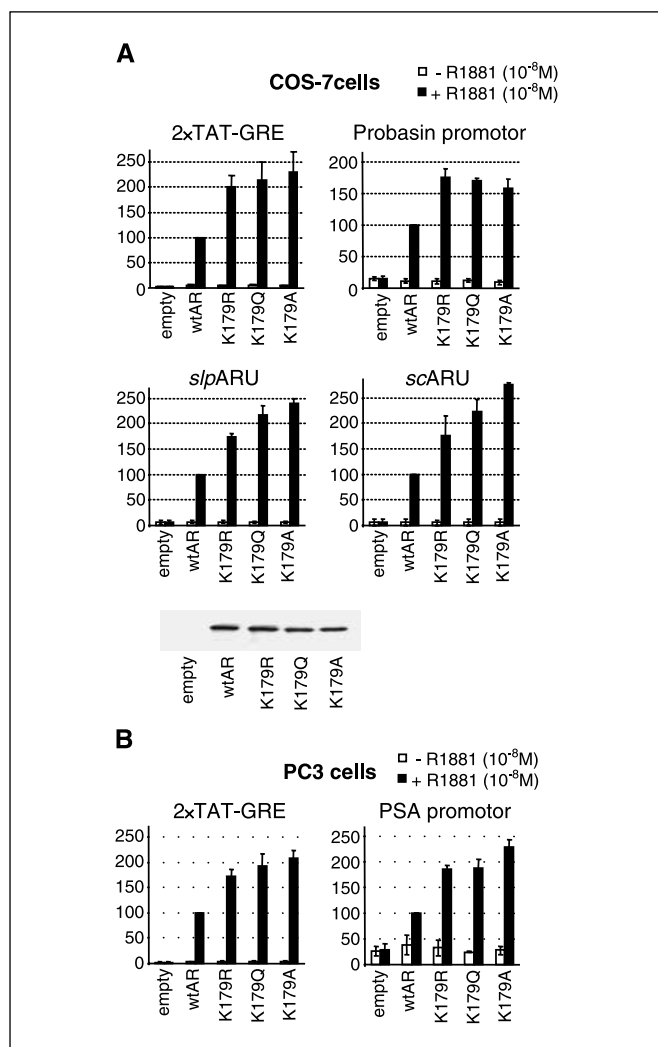 A
COS-7cells
- R1881 (10⁻⁸M)
+ R1881 (10⁻⁸M)
2×TAT-GRE
250
200
150
100
50
0
empty
wtAR
K179R
K179Q
K179A
Probasin promotor
200
150
100
50
0
empty
wtAR
K179R
K179Q
K179A
slpARU
250
200
150
100
50
0
empty
wtAR
K179R
K179Q
K179A
scARU
250
200
150
100
50
0
empty
wtAR
K179R
K179Q
K179A
empty
wtAR
K179R
K179Q
K179A
B
PC3 cells
- R1881 (10⁻⁸M)
+ R1881 (10⁻⁸M)
2×TAT-GRE
250
200
150
100
50
0
empty
wtAR
K179R
K179Q
K179A
PSA promotor
250
200
150
100
50
0
empty
wtAR
K179R
K179Q
K179A